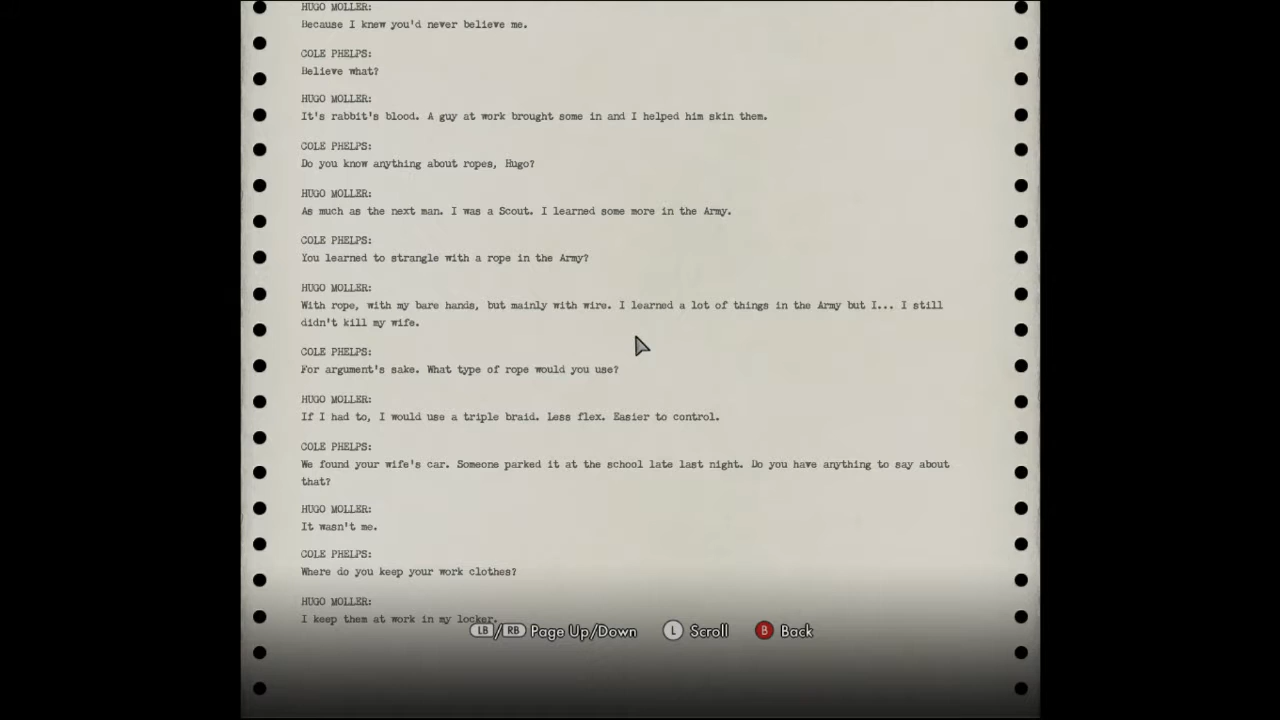 HUGO MOLLER:
Because I knew you'd never believe me.
COLE PHELPS:
Believe what?
HUGO MOLLER:
It's rabbit's blood. A guy at work brought some in and I helped him skin them.
COLE PHELPS:
Do you know anything about ropes, Hugo?
HUGO MOLLER:
As much as the next man. I was a Scout. I learned some more in the Army.
COLE PHELPS:
You learned to strangle with a rope in the Army?
HUGO MOLLER:
With rope, with my bare hands, but mainly with wire. I learned a lot of things in the Army but I... I still
didn't kill my wife.
COLE PHELPS:
For argument's sake. What type of rope would you use?
HUGO MOLLER:
If I had to, I would use a triple braid. Less flex. Easier to control.
COLE PHELPS:
We found your wife's car. Someone parked it at the school late last night. Do you have anything to say about
that?
HUGO MOLLER:
It wasn't me.
COLE PHELPS:
Where do you keep your work clothes?
HUGO MOLLER:
I keep them at work in my locker.
LB/RB Page Up/Down L Scroll B Back